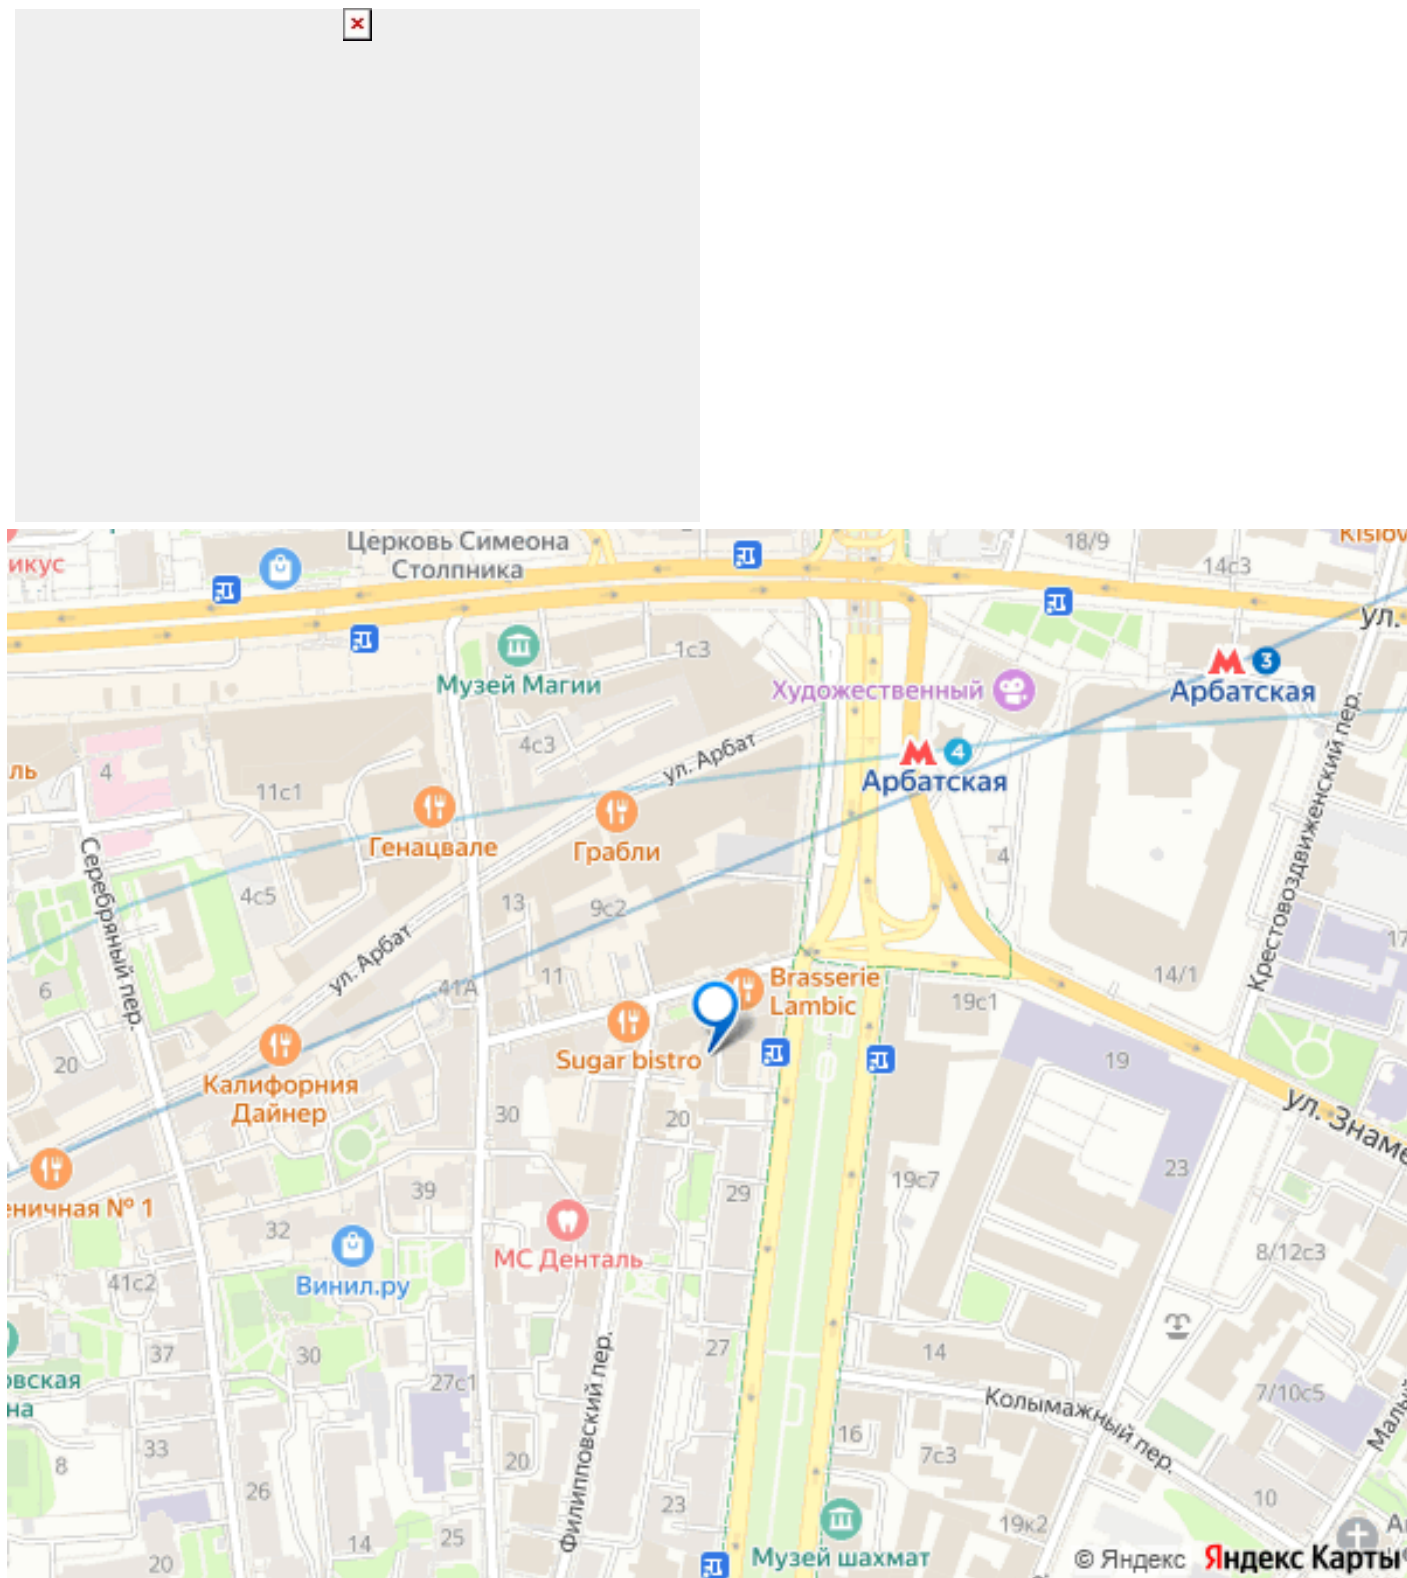 Церковь Симеона
Столпника
18/9
14с3
Kislov
икус
ул.
1с3
Музей Магии
Художественный
3
Арбатская
4с3
ул. Арбат
4
Арбатская
ль
4
11с1
Генацвале
Грабли
4
Серебряный пер.
4с5
13
9с2
Крестовоздвиженский пер.
17
ул. Арбат
11
41А
6
Brasserie
Lambic
19с1
14/1
20
Калифорния
Дайнер
Sugar bistro
19
ул. Знаме
30
20
23
еничная № 1
39
29
19с7
32
МС Денталь
8/12с3
41с2
Винил.ру
37
30
27
14
овская
на
27с1
Филипповский пер.
Колымажный пер.
7/10с5
Малый
33
8
20
16
7с3
26
23
10
14
25
19к2
20
Музей шахмат
© Яндекс
Яндекс Карты